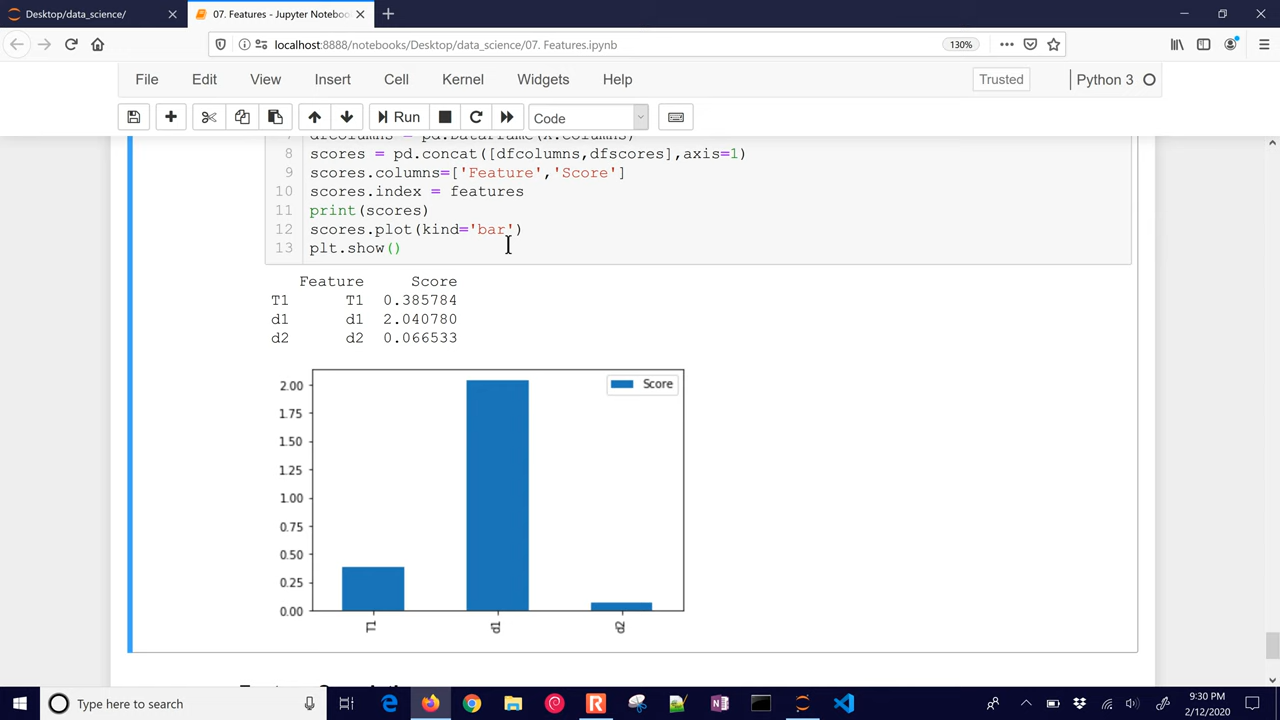 Desktop/data_science/
07. Features - Jupyter Notebook
localhost:8888/notebooks/Desktop/data_science/07. Features.ipynb
130%
File Edit View Insert Cell Kernel Widgets Help
Trusted
Python 3
Run
Code
8 scores = pd.concat([dfcolumns,dfscores],axis=1)
9 scores.columns=['Feature','Score']
10 scores.index = features
11 print(scores)
12 scores.plot(kind='bar')
13 plt.show()
Feature Score
T1 T1 0.385784
d1 d1 2.040780
d2 d2 0.066533
Score
2.00
1.75
1.50
1.25
1.00
0.75
0.50
0.25
0.00
T1 d1 d2
Type here to search
9:30 PM
2/12/2020